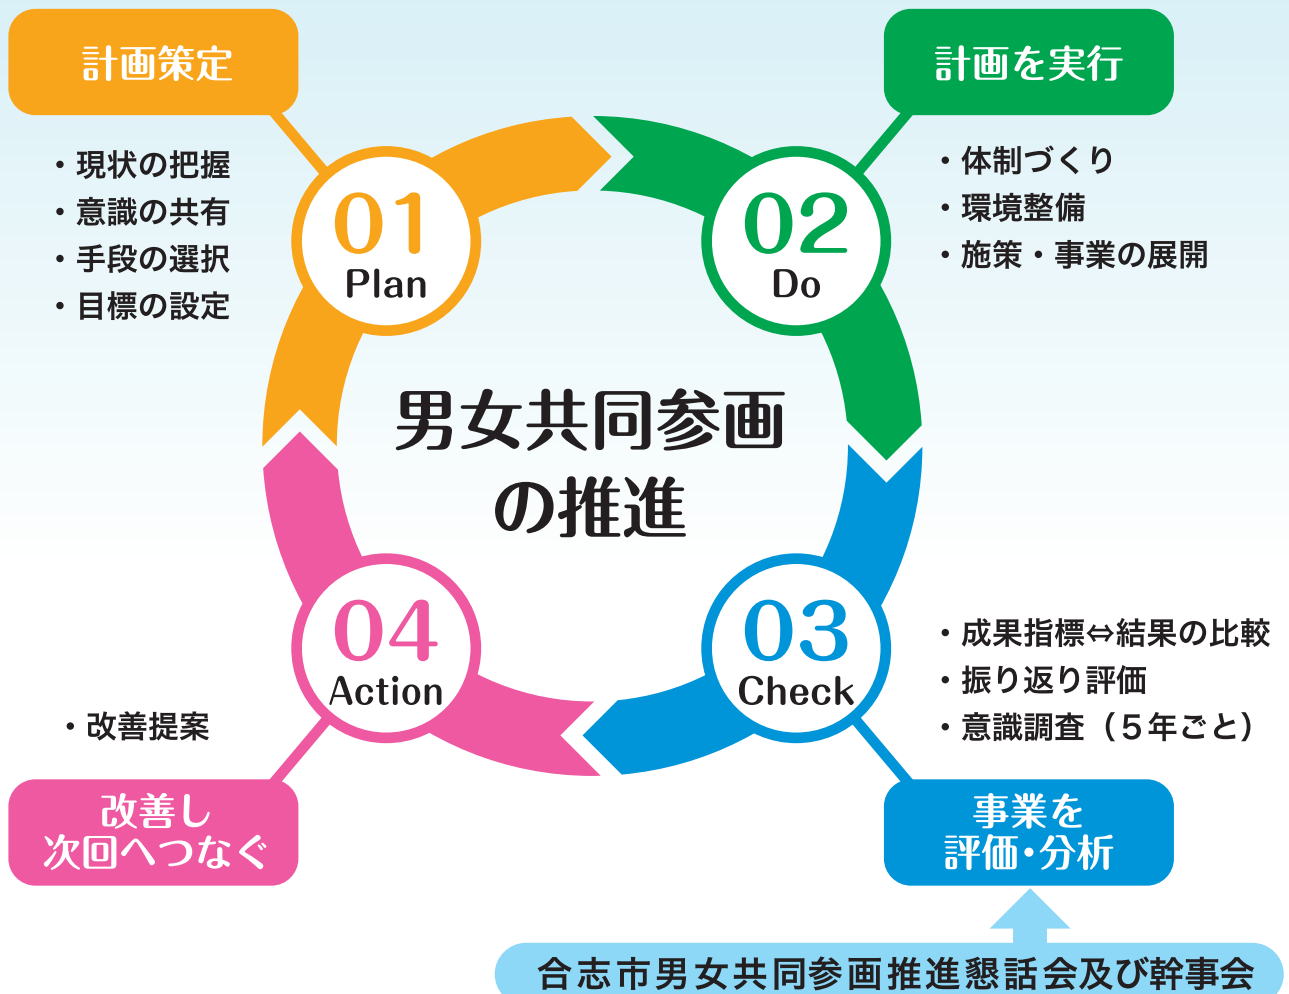 計画策定
・現状の把握
・意識の共有
・手段の選択
・目標の設定
01
Plan
計画を実行
・体制づくり
・環境整備
・施策・事業の展開
02
Do
男女共同参画
の推進
03
Check
・成果指標⇔結果の比較
・振り返り評価
・意識調査（５年ごと）
事業を
評価・分析
04
Action
・改善提案
改善し
次回へつなぐ
合志市男女共同参画推進懇話会及び幹事会